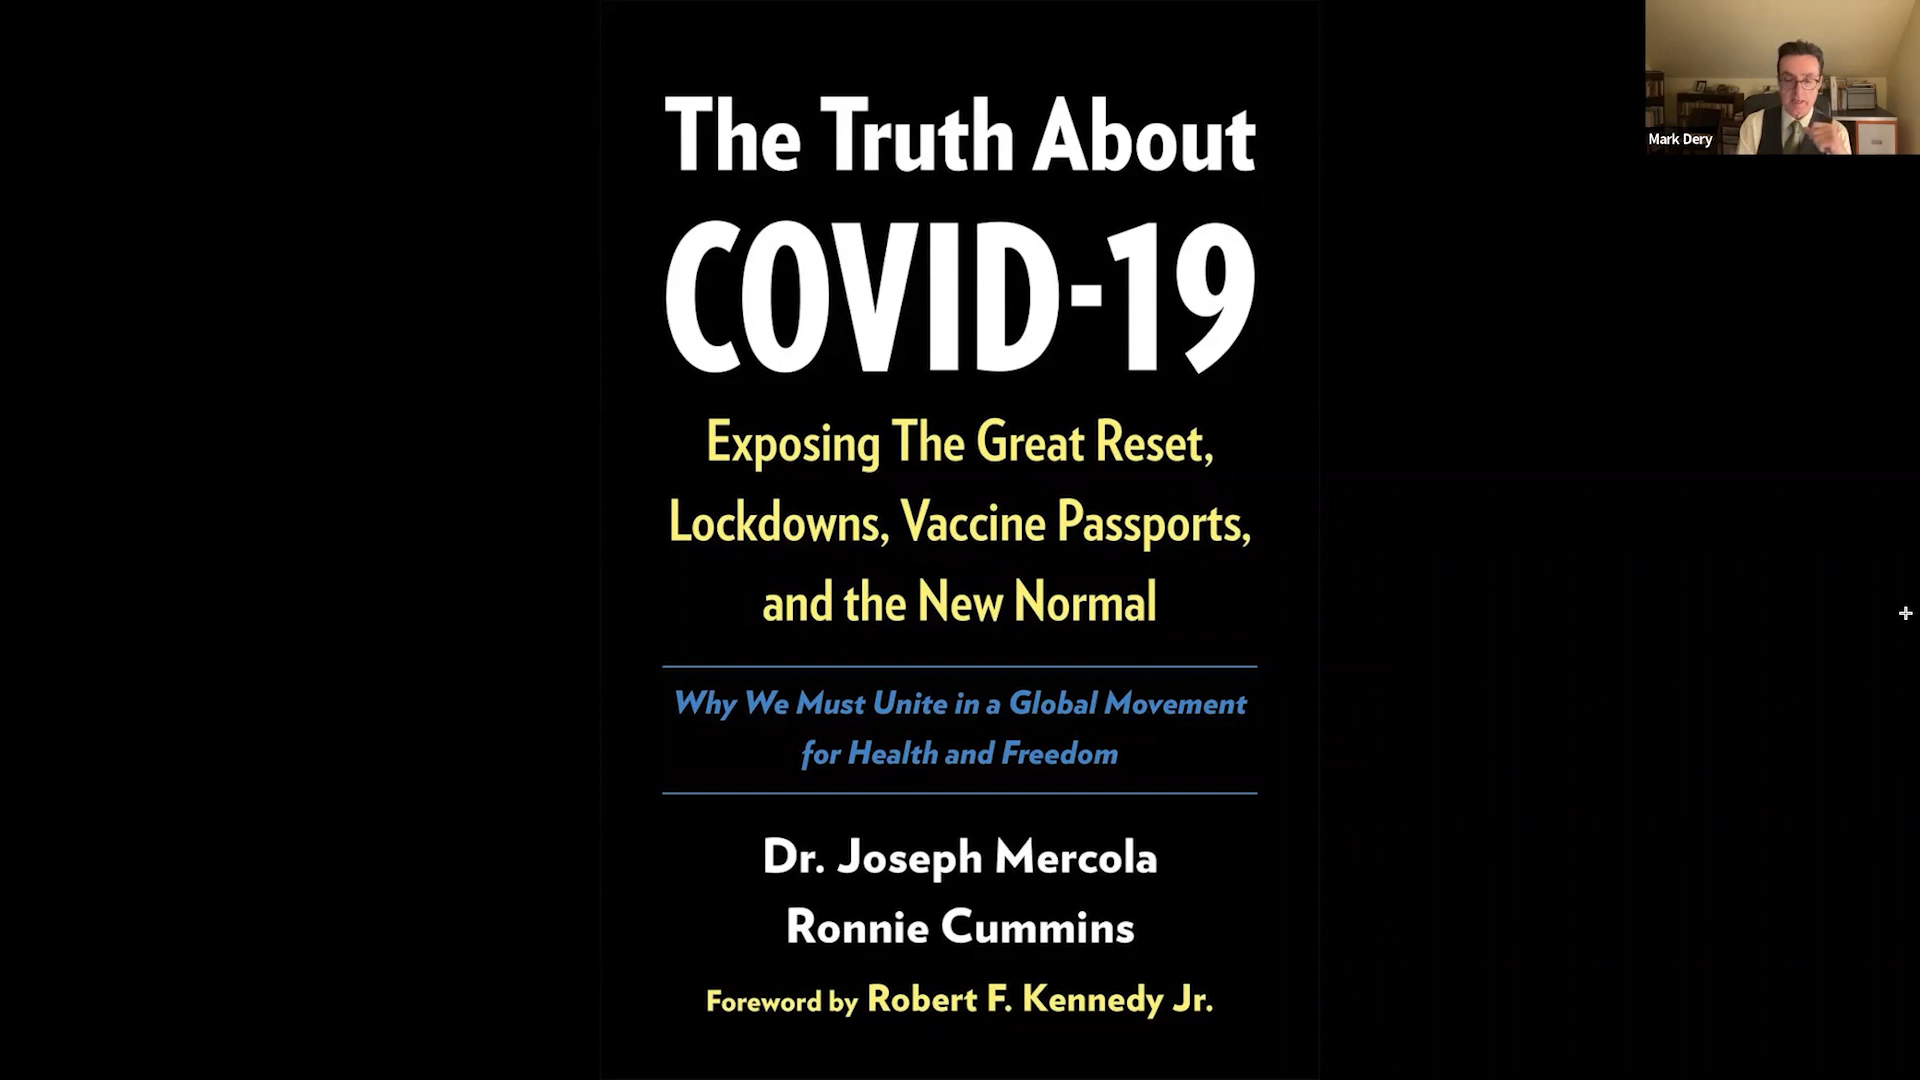 The Truth About
COVID-19
Exposing The Great Reset,
Lockdowns, Vaccine Passports,
and the New Normal
Why We Must Unite in a Global Movement
for Health and Freedom
Dr. Joseph Mercola
Ronnie Cummins
Foreword by Robert F. Kennedy Jr.
Mark Dery